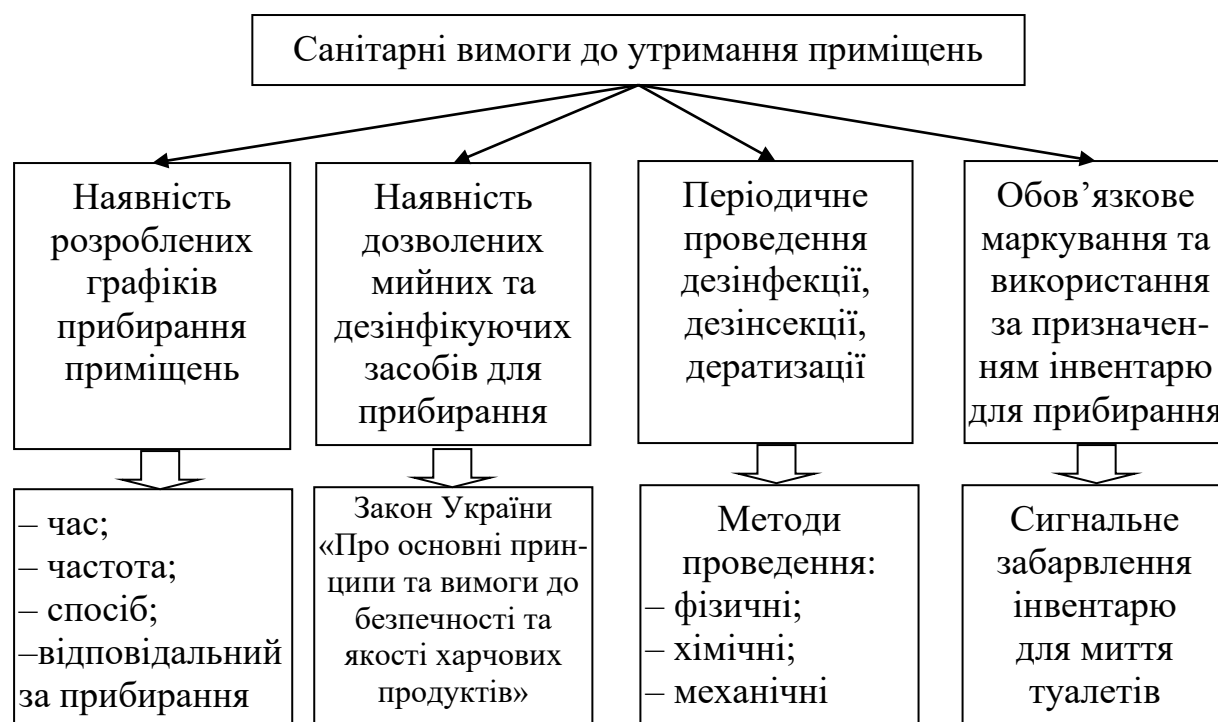 Санітарні вимоги до утримання приміщень
Наявність
розроблених
графіків
прибирання
приміщень
Наявність
дозволених
мийних та
дезінфікуючих
засобів для
прибирання
Періодичне
проведення
дезінфекції,
дезінсекції,
дератизації
Обов’язкове
маркування та
використання
за призначен-
ням інвентарю
для прибирання
– час;
– частота;
– спосіб;
–відповідальний
за прибирання
Закон України
«Про основні прин-
ципи та вимоги до
безпечності та
якості харчових
продуктів»
Методи
проведення:
– фізичні;
– хімічні;
– механічні
Сигнальне
забарвлення
інвентарю
для миття
туалетів